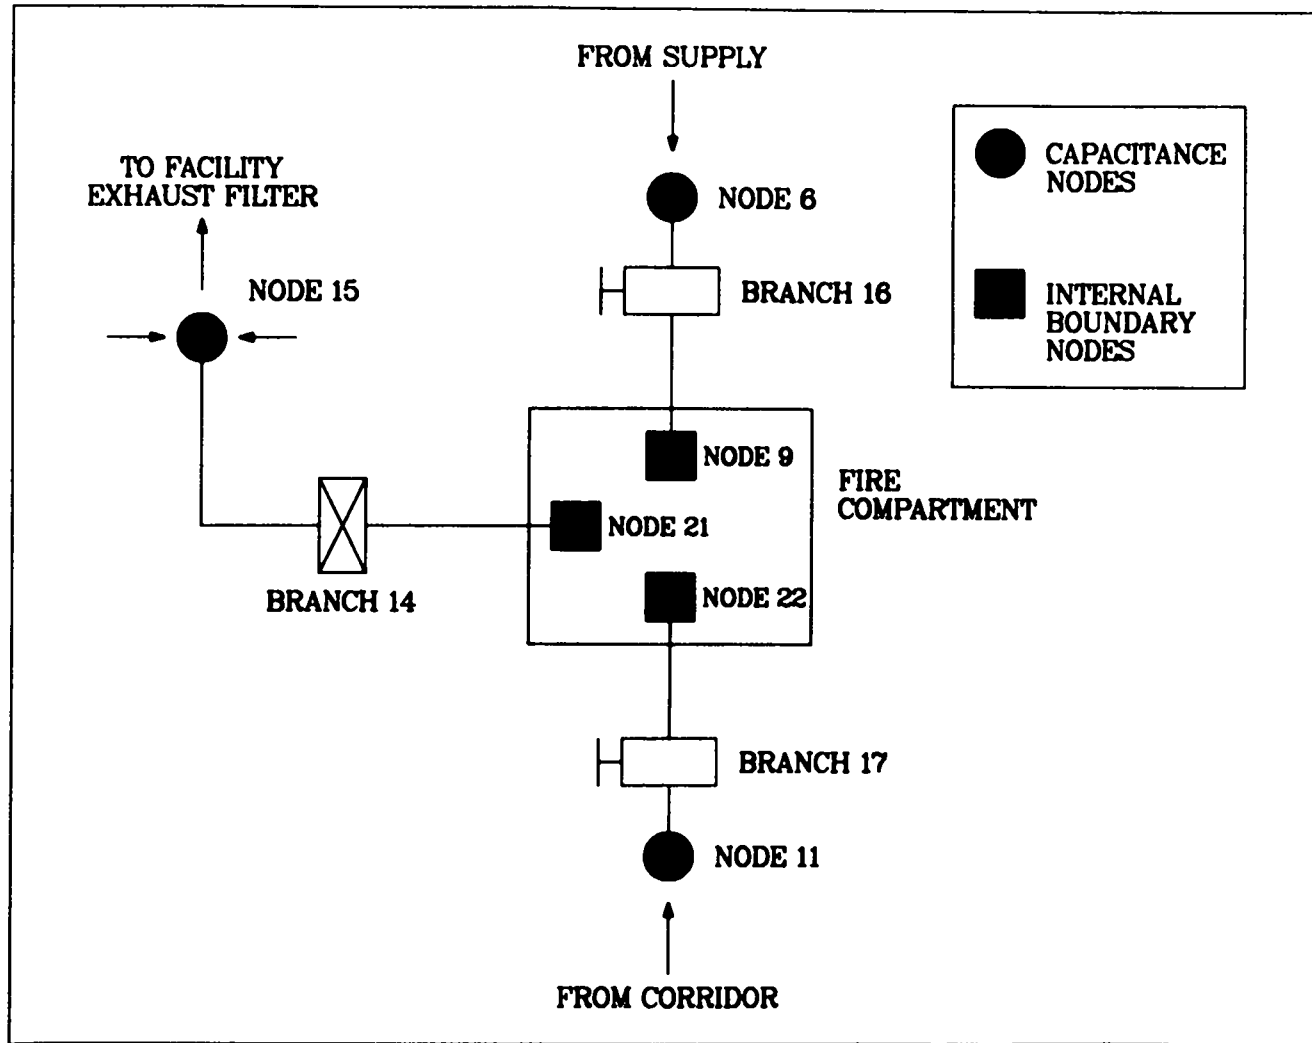 FROM SUPPLY
TO FACILITY
EXHAUST FILTER
NODE 6
CAPACITANCE
NODES
NODE 15
BRANCH 16
INTERNAL
BOUNDARY
NODES
NODE 9
FIRE
COMPARTMENT
NODE 21
BRANCH 14
NODE 22
BRANCH 17
NODE 11
FROM CORRIDOR